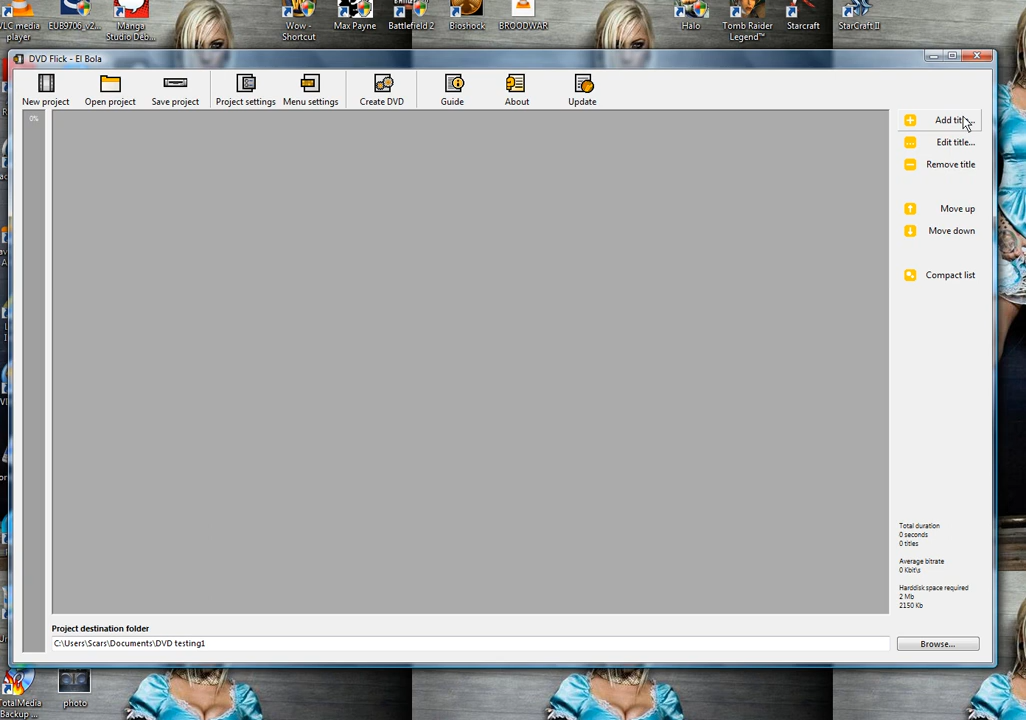 VLC media
player
EUB9706_v2...
Manga
Studio Deb...
Wow -
Shortcut
Max Payne
Battlefield 2
Bioshock
BROODWAR
Halo
Tomb Raider
Legend™
Starcraft
StarCraft II
DVD Flick - El Bola
New project
Open project
Save project
Project settings
Menu settings
Create DVD
Guide
About
Update
0%
Add title...
Edit title...
Remove title
Move up
Move down
Compact list
Total duration
0 seconds
0 titles
Average bitrate
0 Kbit\s
Harddisk space required
2 Mb
2150 Kb
Project destination folder
C:\Users\Scars\Documents\DVD testing1
Browse...
TotalMedia
Backup ...
photo